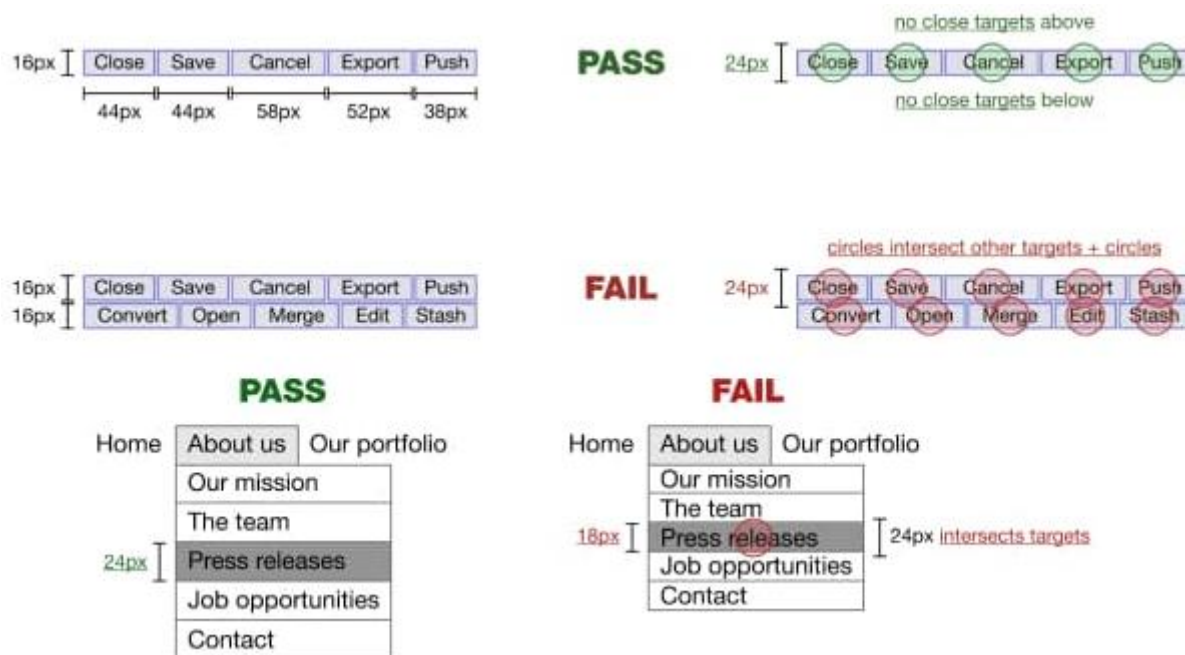 no close targets above
16px Close Save Cancel Export Push PASS 24px Close Save Cancel Export Push
44px 44px 58px 52px 38px no close targets below
circles intersect other targets + circles
16px Close Save Cancel Export Push FAIL 24px Close Save Cancel Export Push
16px Convert Open Merge Edit Stash Convert Open Merge Edit Stash
PASS
Home About us Our portfolio
Our mission
The team
24px Press releases
Job opportunities
Contact
FAIL
Home About us Our portfolio
Our mission
The team
18px Press releases 24px intersects targets
Job opportunities
Contact